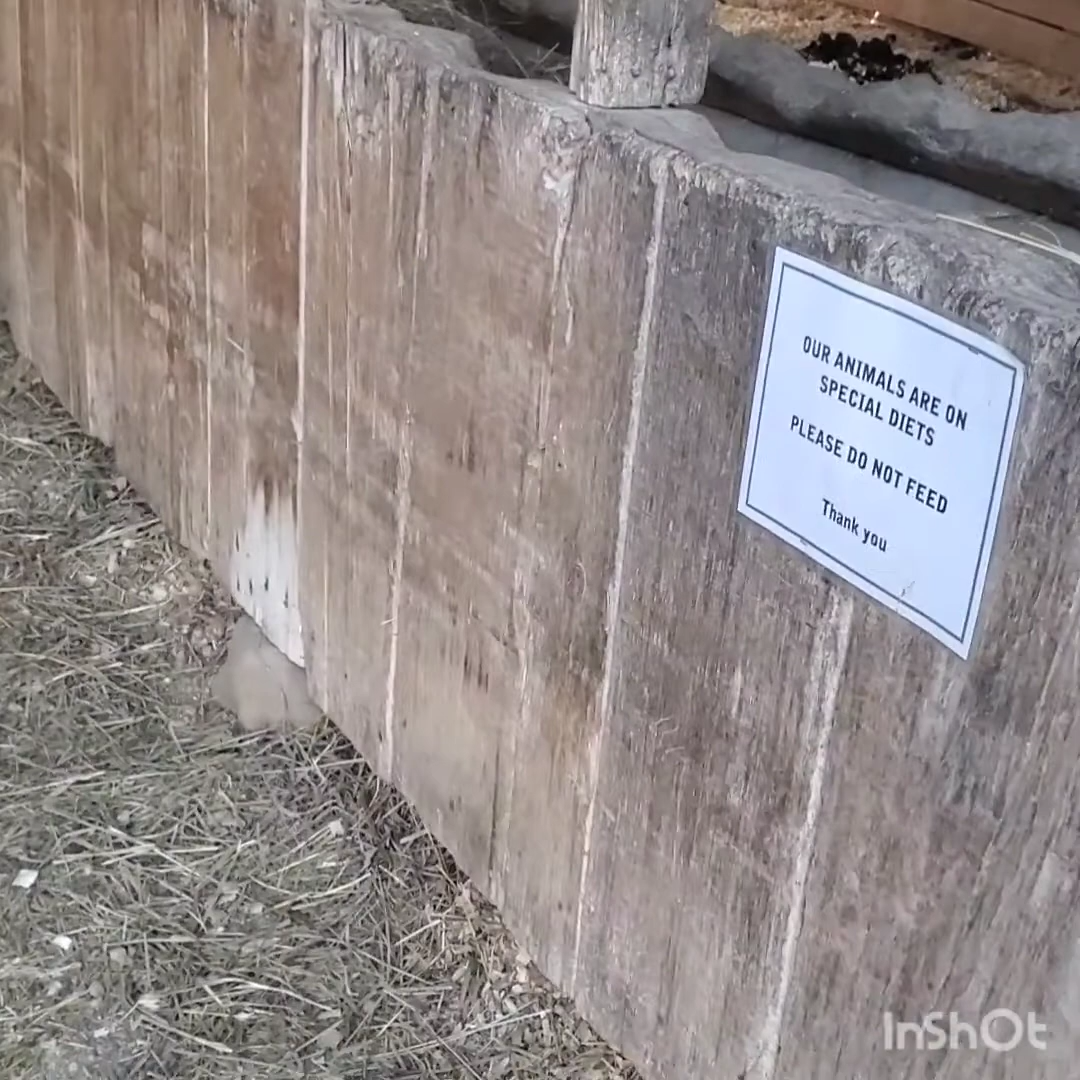 OUR ANIMALS ARE ON
SPECIAL DIETS
PLEASE DO NOT FEED
Thank you
InShOt